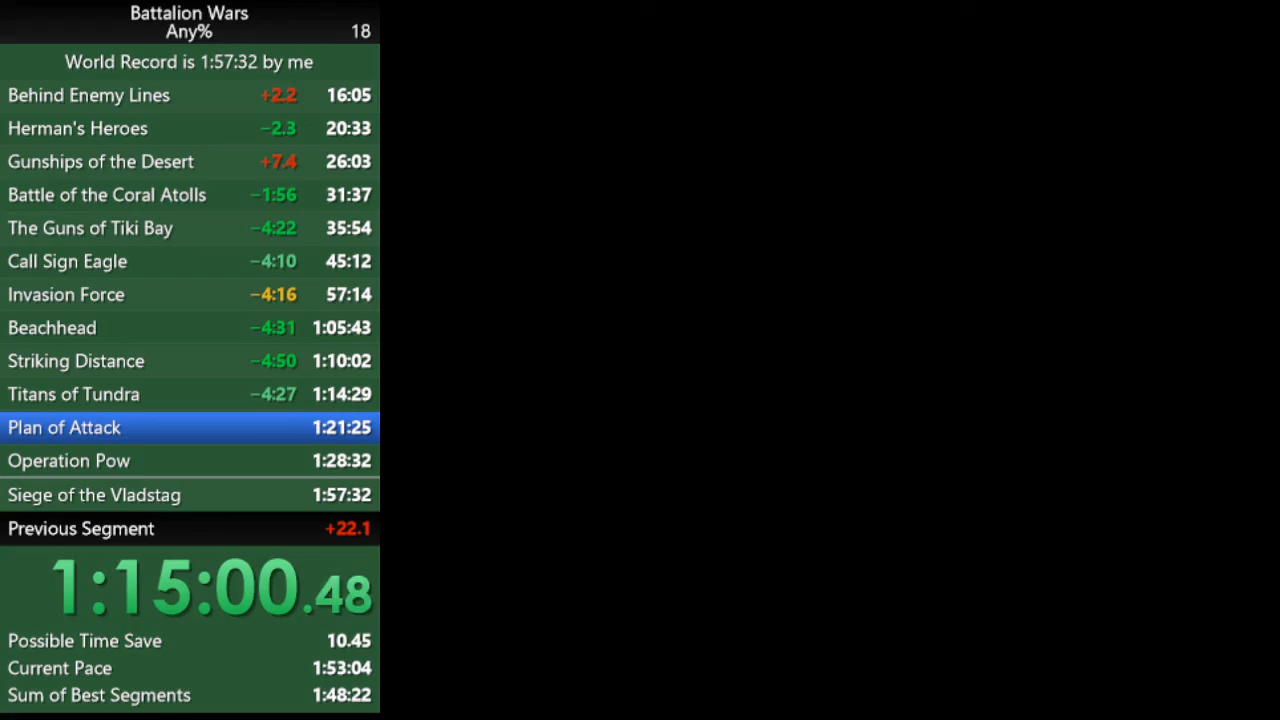 Battalion Wars
Any% 18
World Record is 1:57:32 by me
Behind Enemy Lines +2.2 16:05
Herman's Heroes −2.3 20:33
Gunships of the Desert +7.4 26:03
Battle of the Coral Atolls −1:56 31:37
The Guns of Tiki Bay −4:22 35:54
Call Sign Eagle −4:10 45:12
Invasion Force −4:16 57:14
Beachhead −4:31 1:05:43
Striking Distance −4:50 1:10:02
Titans of Tundra −4:27 1:14:29
Plan of Attack 1:21:25
Operation Pow 1:28:32
Siege of the Vladstag 1:57:32
Previous Segment +22.1
1:15:00.48
Possible Time Save 10.45
Current Pace 1:53:04
Sum of Best Segments 1:48:22